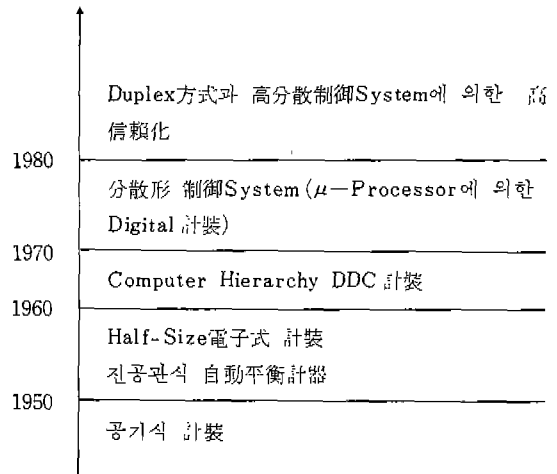 Duplex方式과 高分散制御System에 의한 高
信賴化
1980
分散形 制御System(μ-Processor에 의한
Digital 計裝)
1970
Computer Hierarchy DDC 計裝
1960
Half-Size電子式 計裝
진공관식 自動平衡計器
1950
공기식 計裝